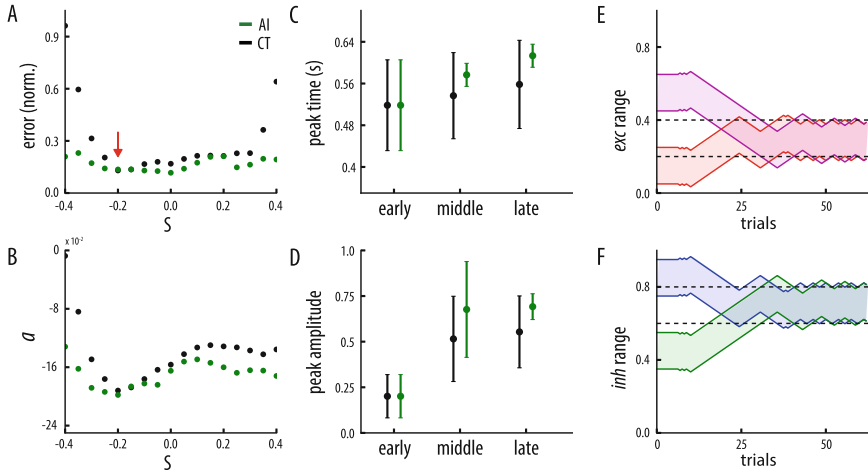 A
AI
CT
error (norm.)
0.9
0.6
0.3
0.0
-0.4 -0.2 0.0 0.2 0.4
S
B
x 10-2
a
0
-8
-16
-24
-0.4 -0.2 0.0 0.2 0.4
S
C
peak time (s)
0.64
0.56
0.48
0.4
early middle late
D
peak amplitude
1.0
0.75
0.5
0.25
0.0
early middle late
E
exc range
0.8
0.4
0.2
0.0
0 25 50
trials
F
inh range
0.8
0.6
0.4
0 25 50
trials